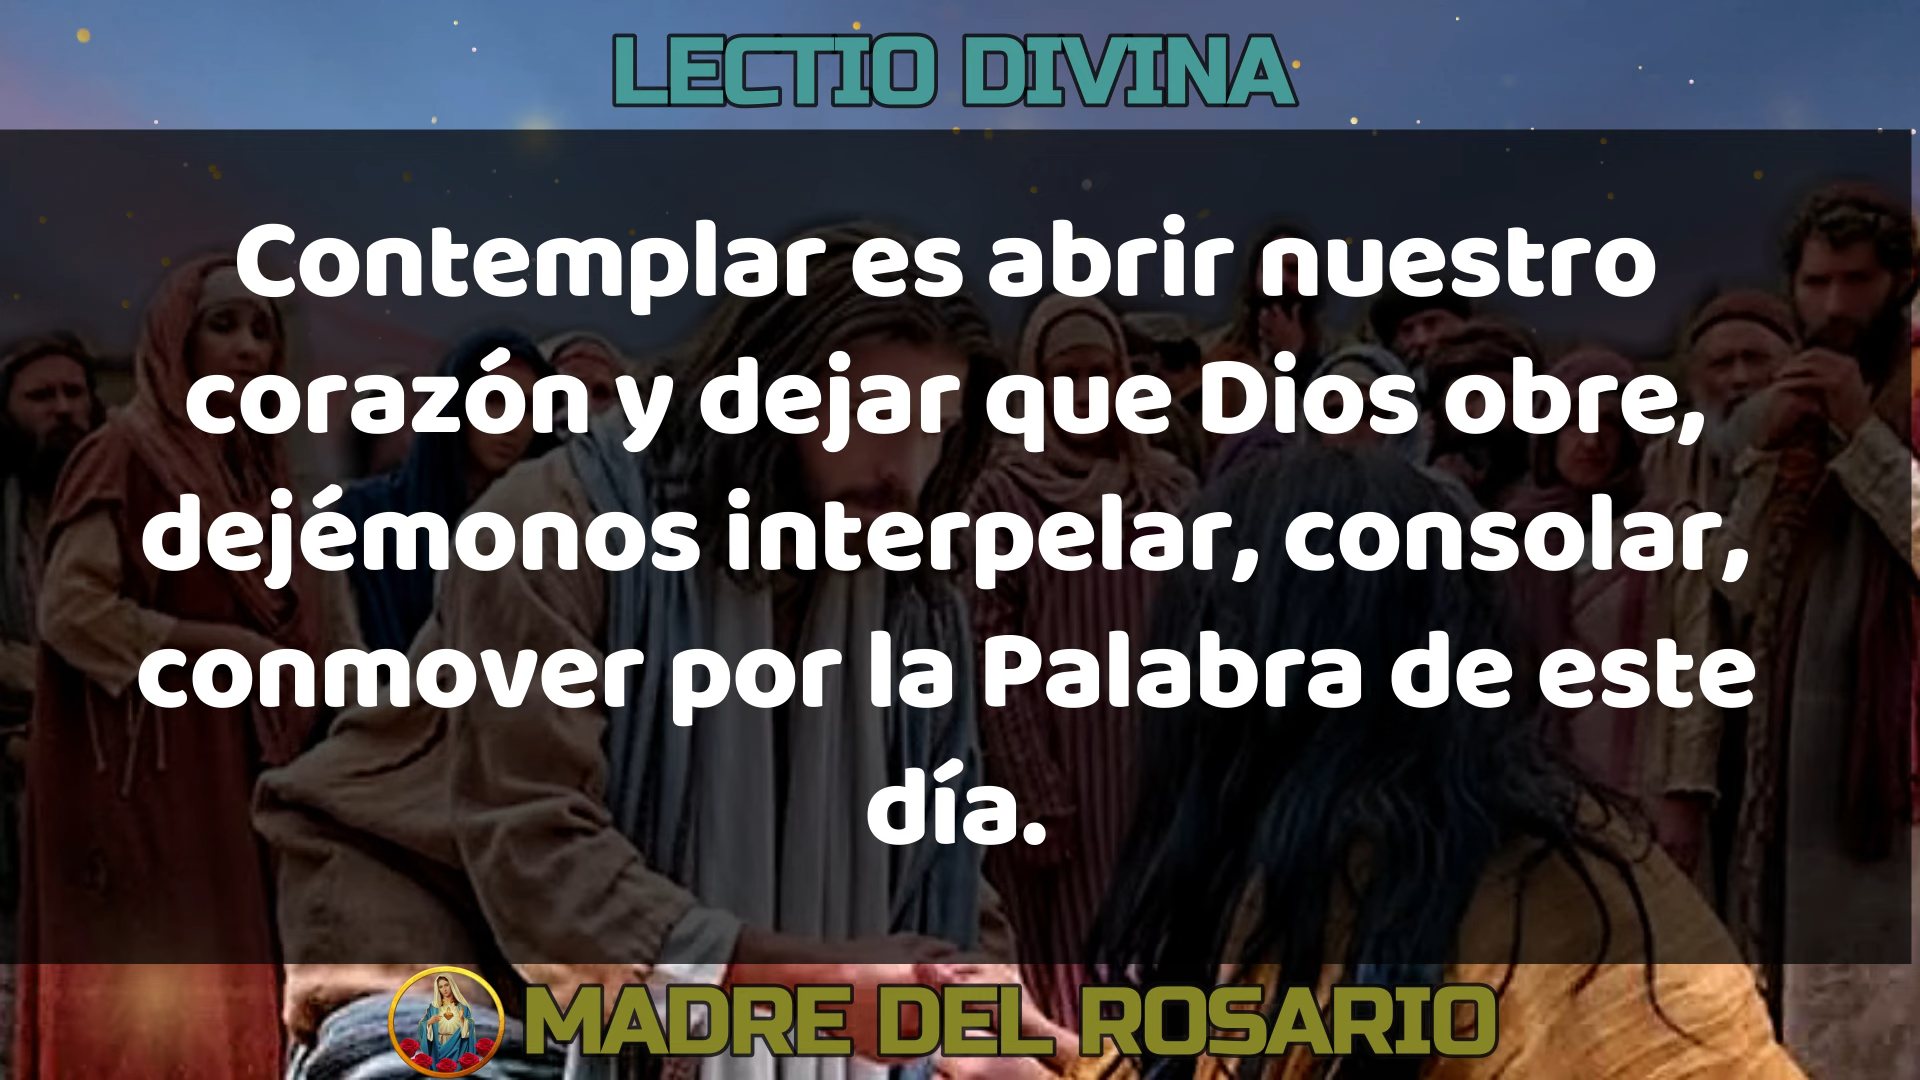 LECTIO DIVINA
Contemplar es abrir nuestro
corazón y dejar que Dios obre,
dejémonos interpelar, consolar,
conmover por la Palabra de este
día.
MADRE DEL ROSARIO